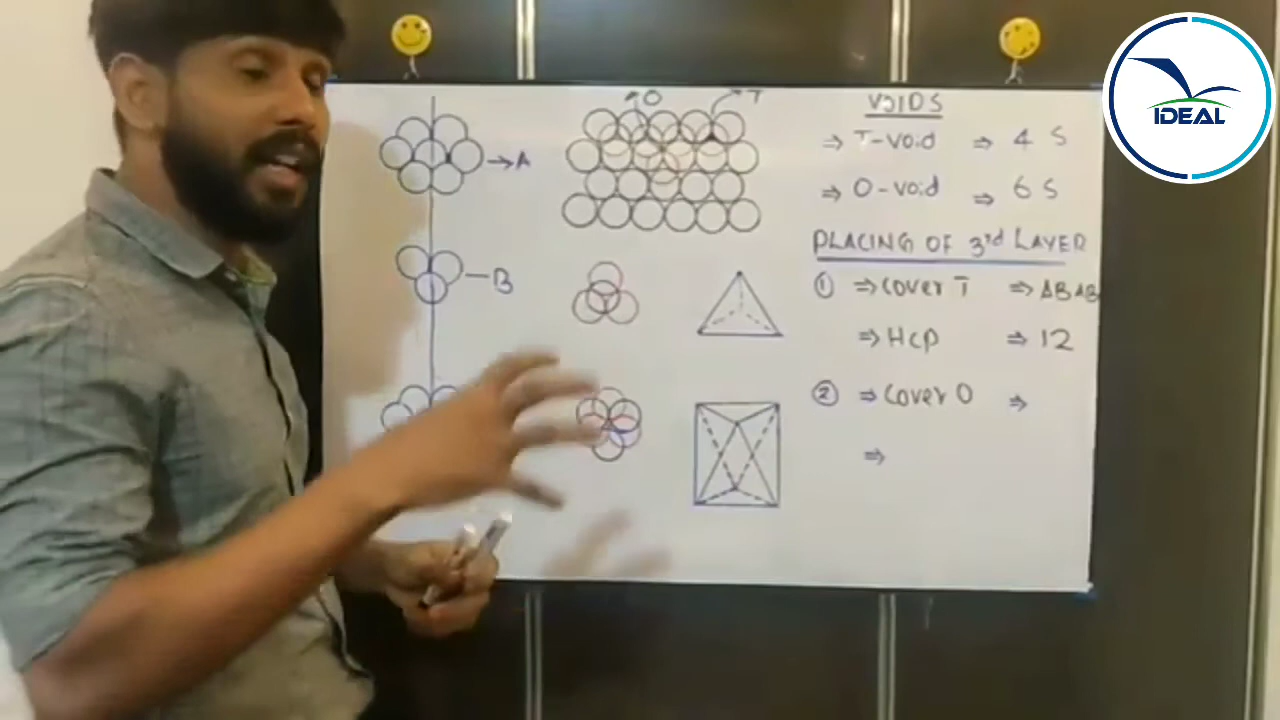 IDEAL
O
T
→A
B
VOIDS
⇒ T-void ⇒ 4 S
⇒ O-void ⇒ 6 S
PLACING OF 3rd LAYER
① ⇒ Cover T ⇒ ABAB
⇒ Hcp ⇒ 12
② ⇒ Cover O ⇒
⇒